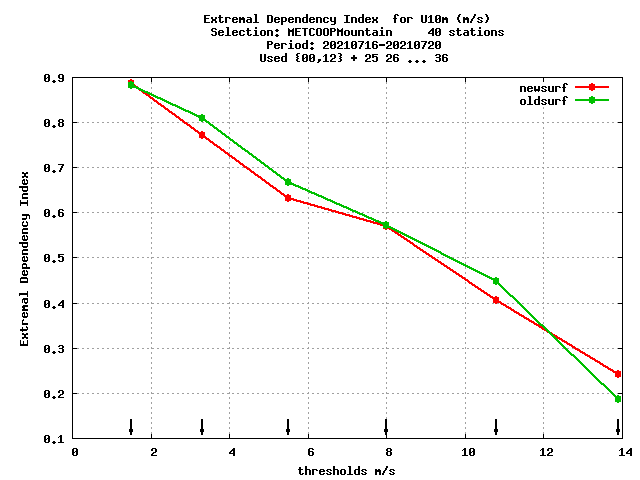 Extremal Dependency Index  for U10m (m/s)
Selection: METCOOPMountain     40 stations
Period: 20210716-20210720
Used {00,12} + 25 26 ... 36
newsurf
oldsurf
0.9
0.8
0.7
0.6
0.5
0.4
0.3
0.2
0.1
Extremal Dependency Index
0 2 4 6 8 10 12 14
thresholds m/s